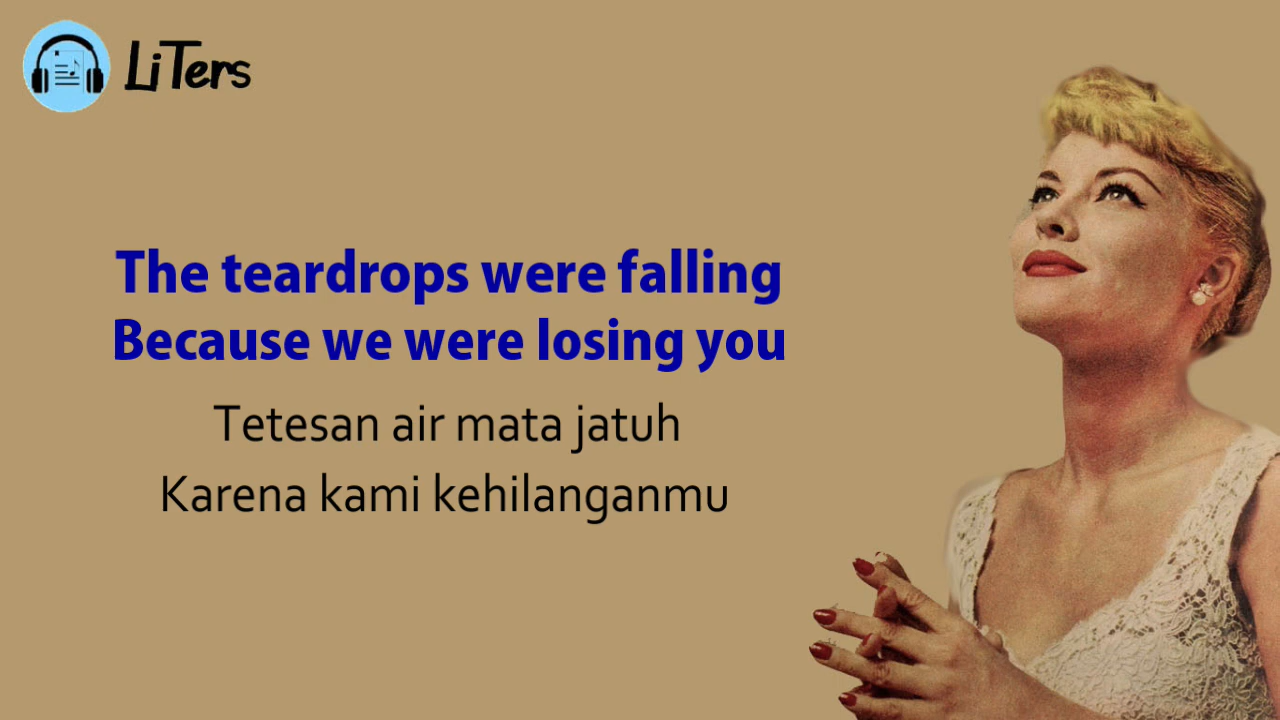 LiTers
The teardrops were falling
Because we were losing you
Tetesan air mata jatuh
Karena kami kehilanganmu